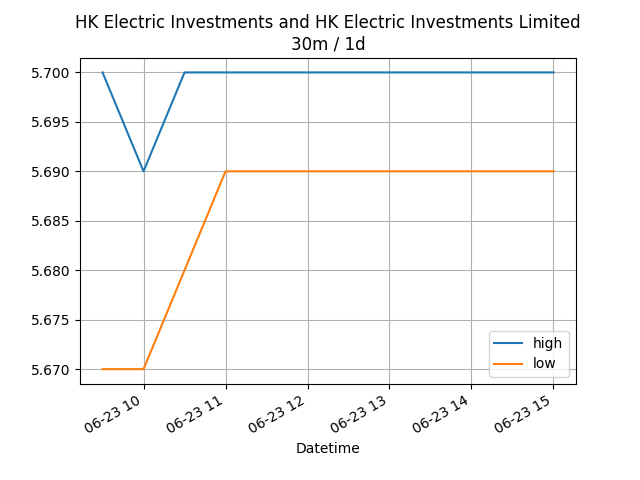 HK Electric Investments and HK Electric Investments Limited
30m / 1d
5.700
5.695
5.690
5.685
5.680
5.675
5.670
high
low
06-23 10
06-23 11
06-23 12
06-23 13
06-23 14
06-23 15
Datetime